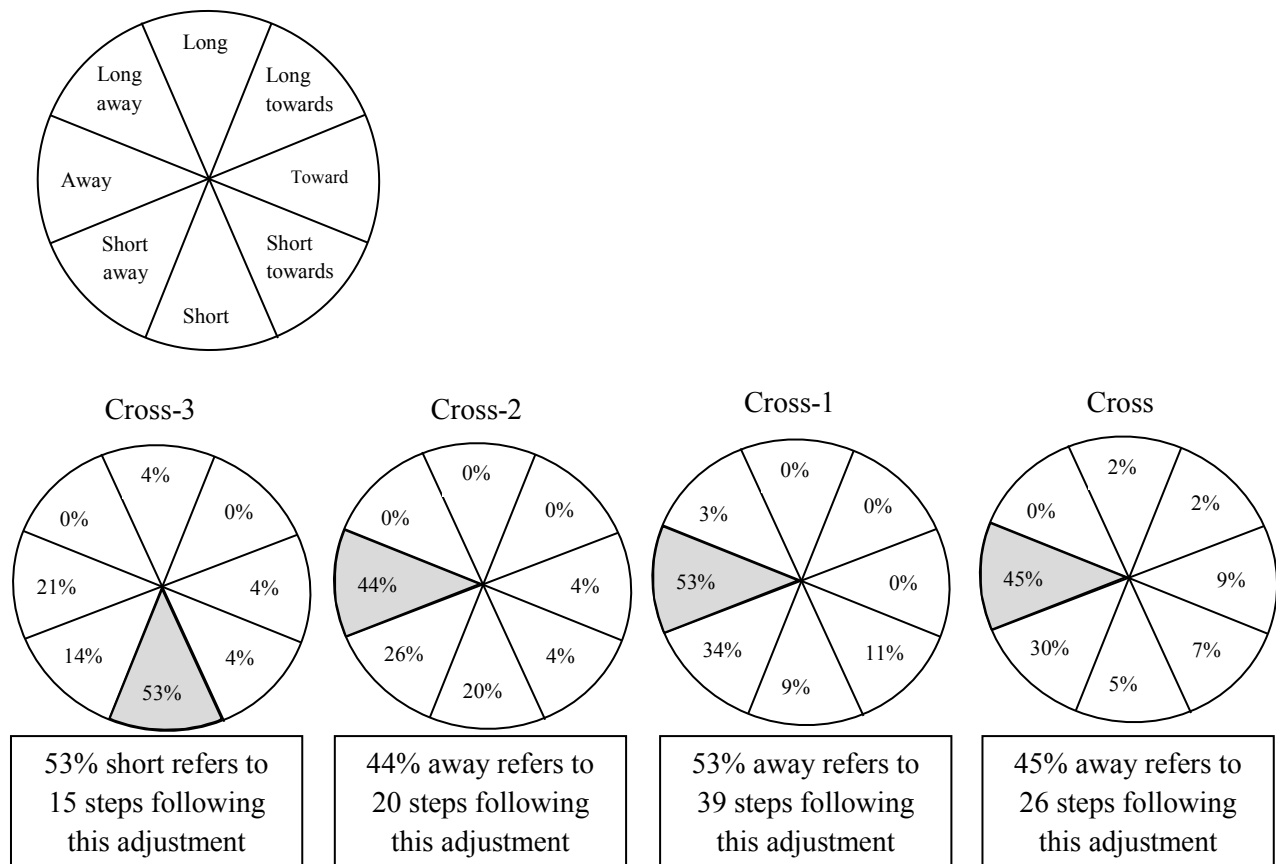 Long
Long
away
Long
towards
Away
Toward
Short
away
Short
towards
Short
Cross-3
Cross-2
Cross-1
Cross
4%
0%
0%
21%
4%
14%
4%
53%
0%
0%
0%
44%
4%
26%
4%
20%
0%
3%
0%
53%
0%
34%
11%
9%
2%
0%
2%
45%
9%
30%
7%
5%
53% short refers to
15 steps following
this adjustment
44% away refers to
20 steps following
this adjustment
53% away refers to
39 steps following
this adjustment
45% away refers to
26 steps following
this adjustment